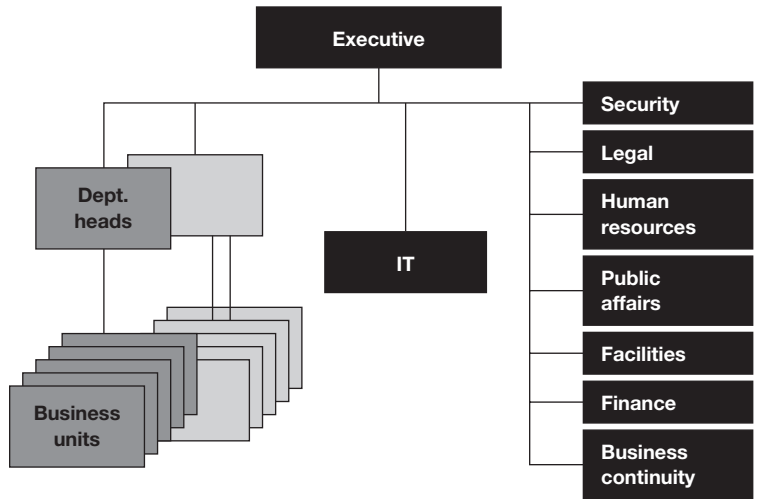 Executive
Security
Legal
Human
resources
Public
affairs
Facilities
Finance
Business
continuity
IT
Dept.
heads
Business
units